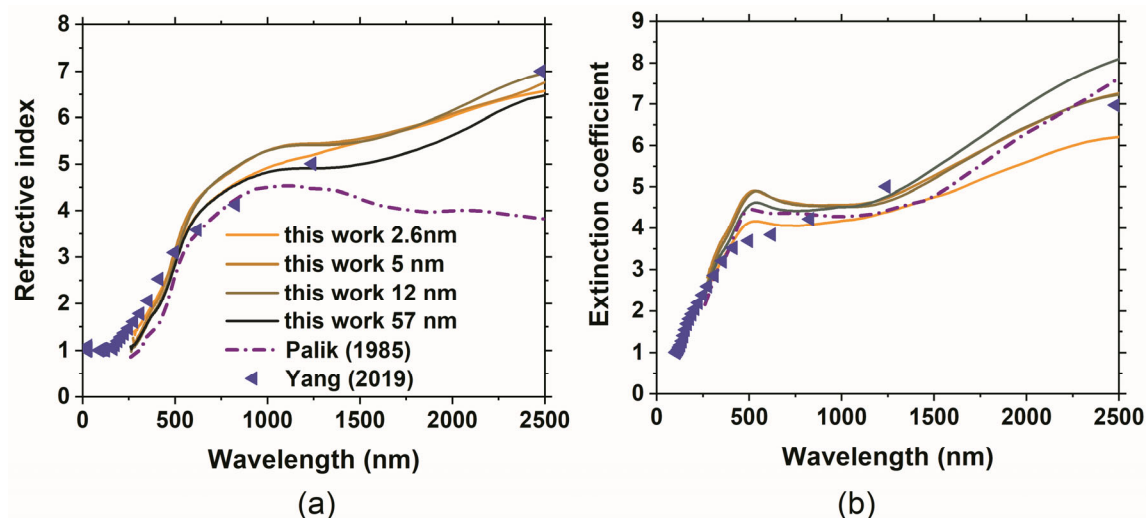 8
7
6
5
4
3
2
1
0
Refractive index
this work 2.6nm
this work 5 nm
this work 12 nm
this work 57 nm
Palik (1985)
Yang (2019)
0 500 1000 1500 2000 2500
Wavelength (nm)
(a)
9
8
7
6
5
4
3
2
1
0
Extinction coefficient
0 500 1000 1500 2000 2500
Wavelength (nm)
(b)